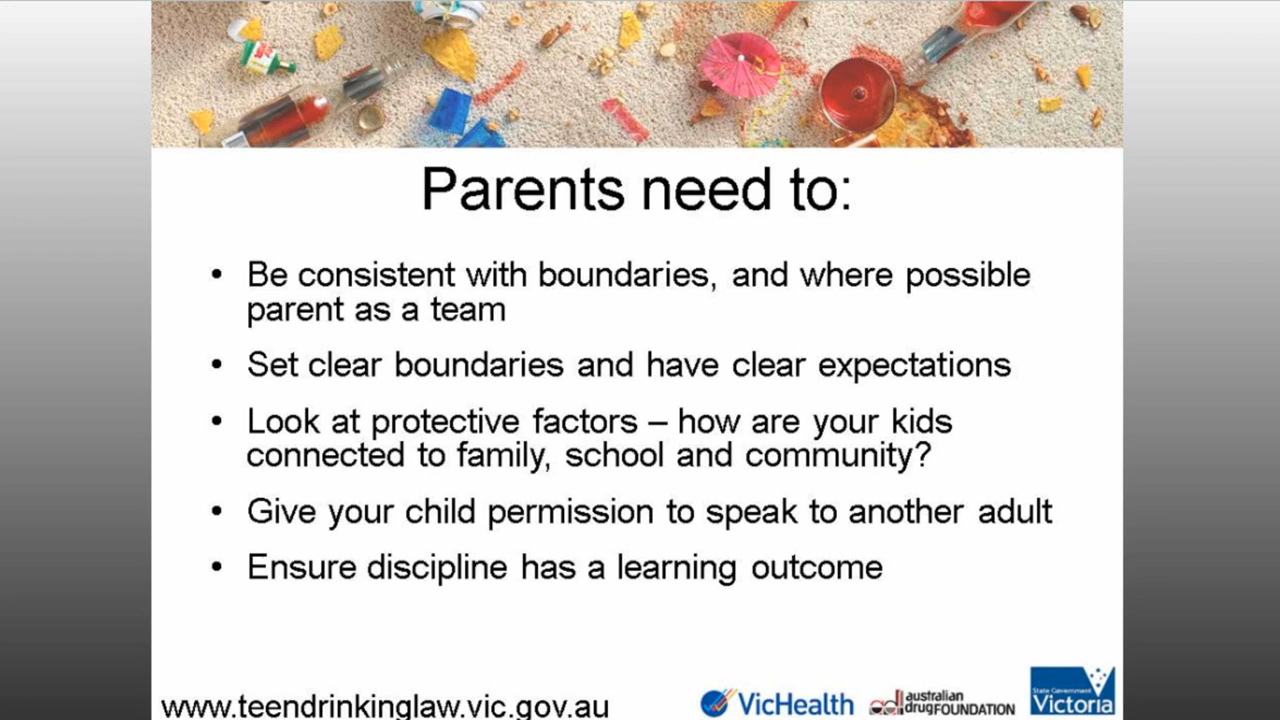 Parents need to:
• Be consistent with boundaries, and where possible
parent as a team
• Set clear boundaries and have clear expectations
• Look at protective factors – how are your kids
connected to family, school and community?
• Give your child permission to speak to another adult
• Ensure discipline has a learning outcome
www.teendrinkinglaw.vic.gov.au
VicHealth
adf
australian
drugFOUNDATION
State Government
Victoria